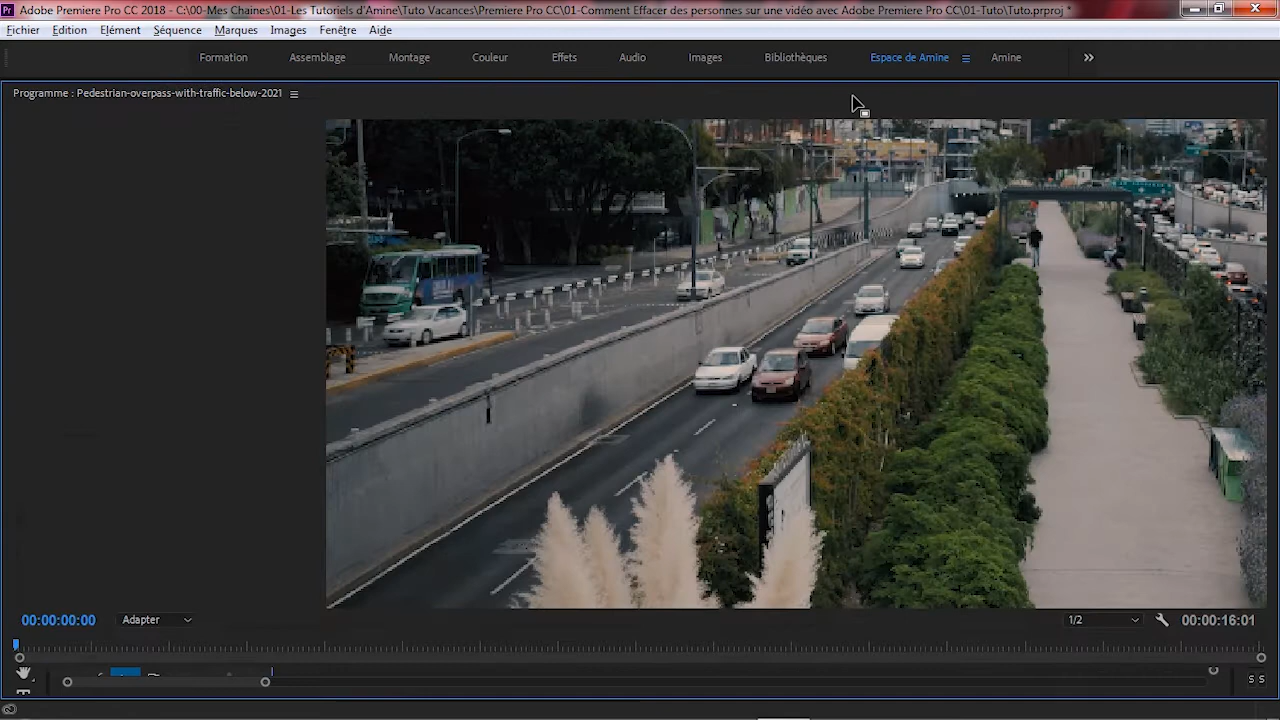 Adobe Premiere Pro CC 2018 - C:\00-Mes Chaines\01-Les Tutoriels d'Amine\Tuto Vacances\Premiere Pro CC\01-Comment Effacer des personnes sur une vidéo avec Adobe Premiere Pro CC\01-Tuto\Tuto.prproj *
Fichier Edition Elément Séquence Marques Images Fenêtre Aide
Formation Assemblage Montage Couleur Effets Audio Images Bibliothèques Espace de Amine Amine
Programme : Pedestrian-overpass-with-traffic-below-2021
00:00:00:00 Adapter 1/2 00:00:16:01
S S